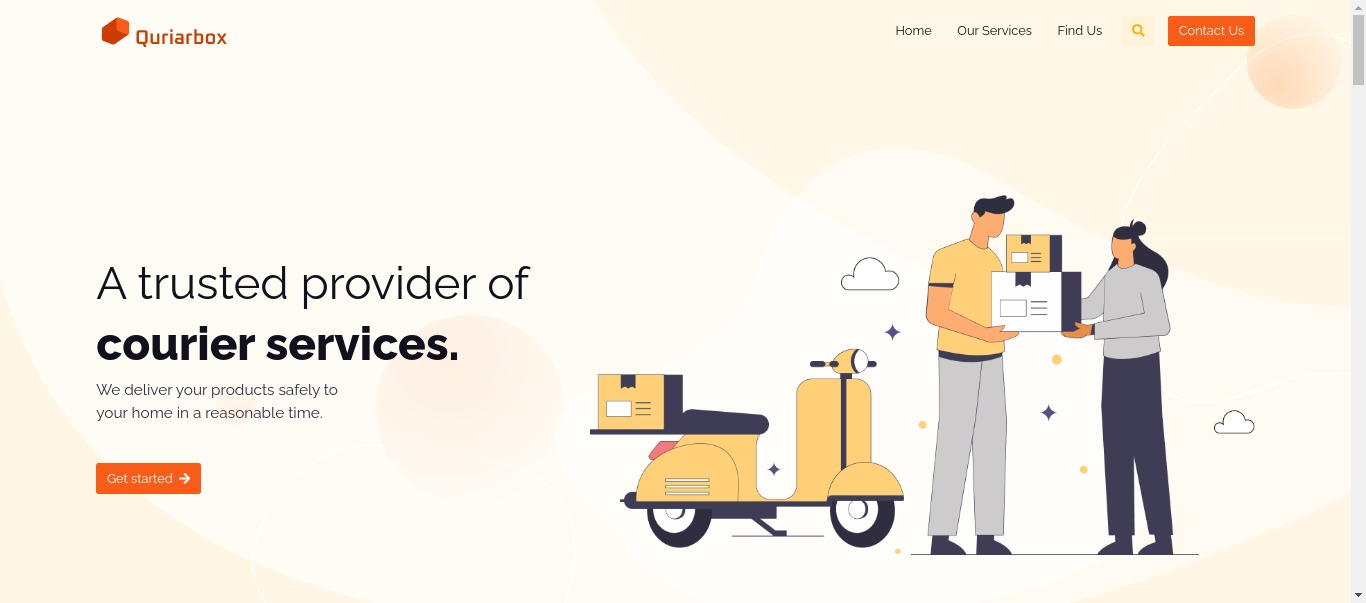 Quriarbox
Home Our Services Find Us Contact Us
A trusted provider of
courier services.
We deliver your products safely to
your home in a reasonable time.
Get started